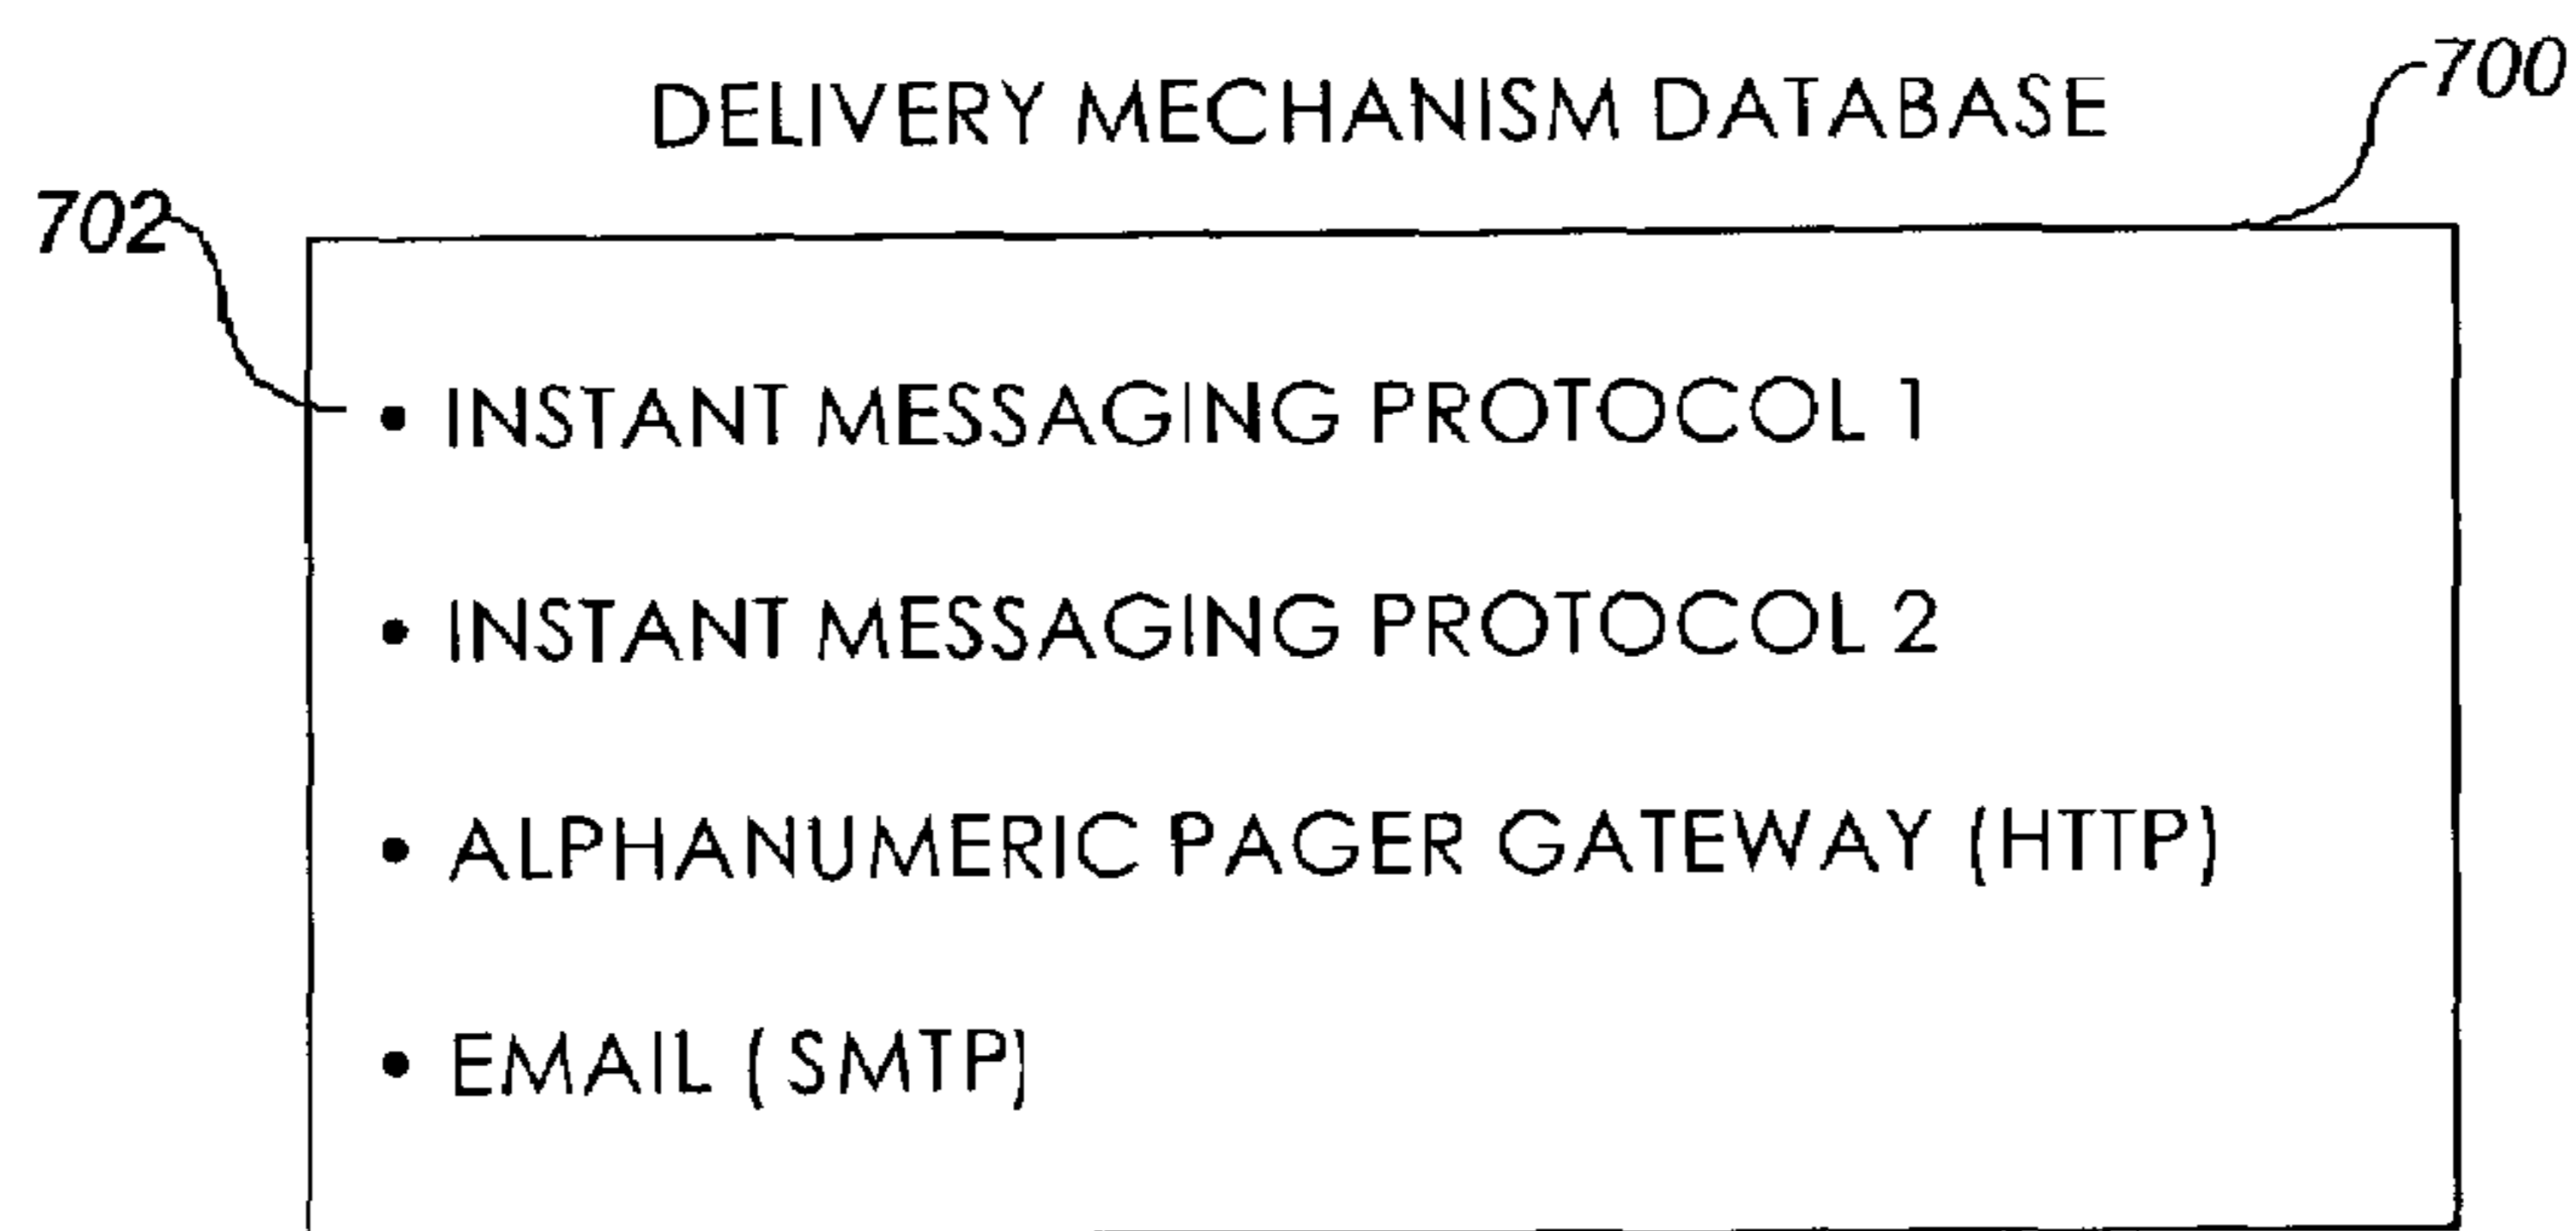 700
DELIVERY MECHANISM DATABASE
702
• INSTANT MESSAGING PROTOCOL 1
• INSTANT MESSAGING PROTOCOL 2
• ALPHANUMERIC PAGER GATEWAY (HTTP)
• EMAIL (SMTP)